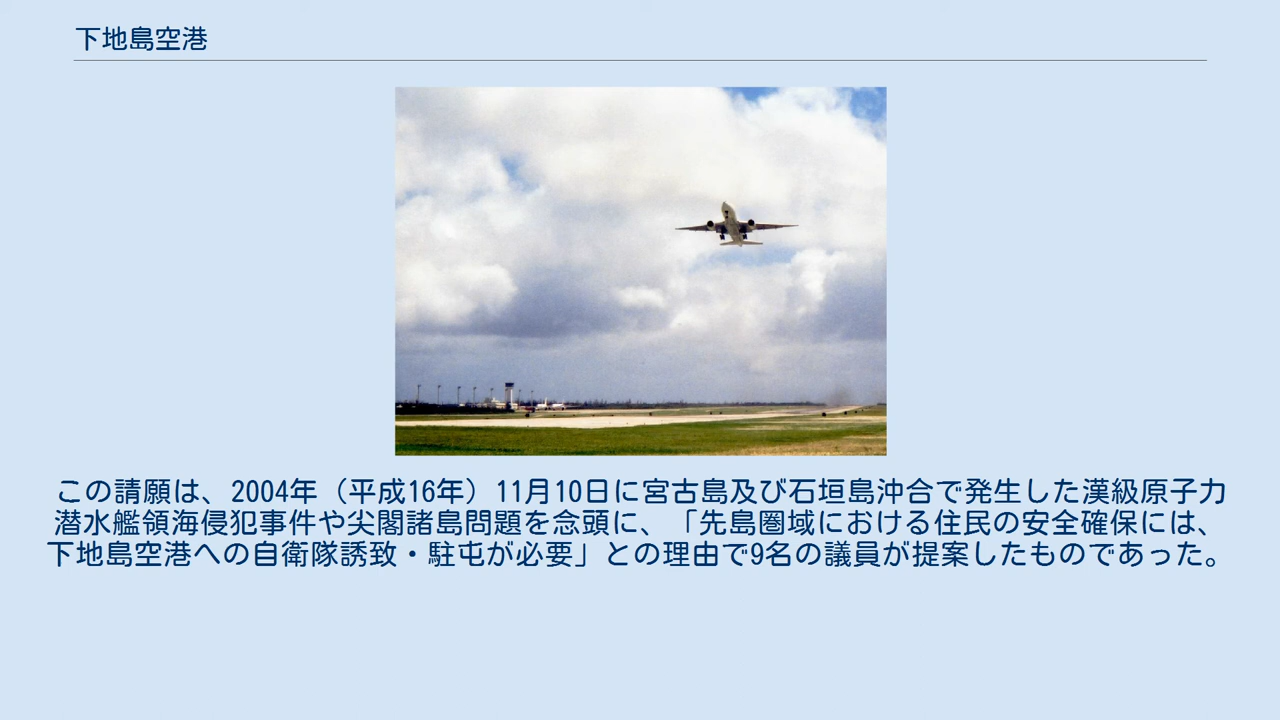 下地島空港
この請願は、2004年（平成16年）11月10日に宮古島及び石垣島沖合で発生した漢級原子力
潜水艦領海侵犯事件や尖閣諸島問題を念頭に、「先島圏域における住民の安全確保には、
下地島空港への自衛隊誘致・駐屯が必要」との理由で9名の議員が提案したものであった。